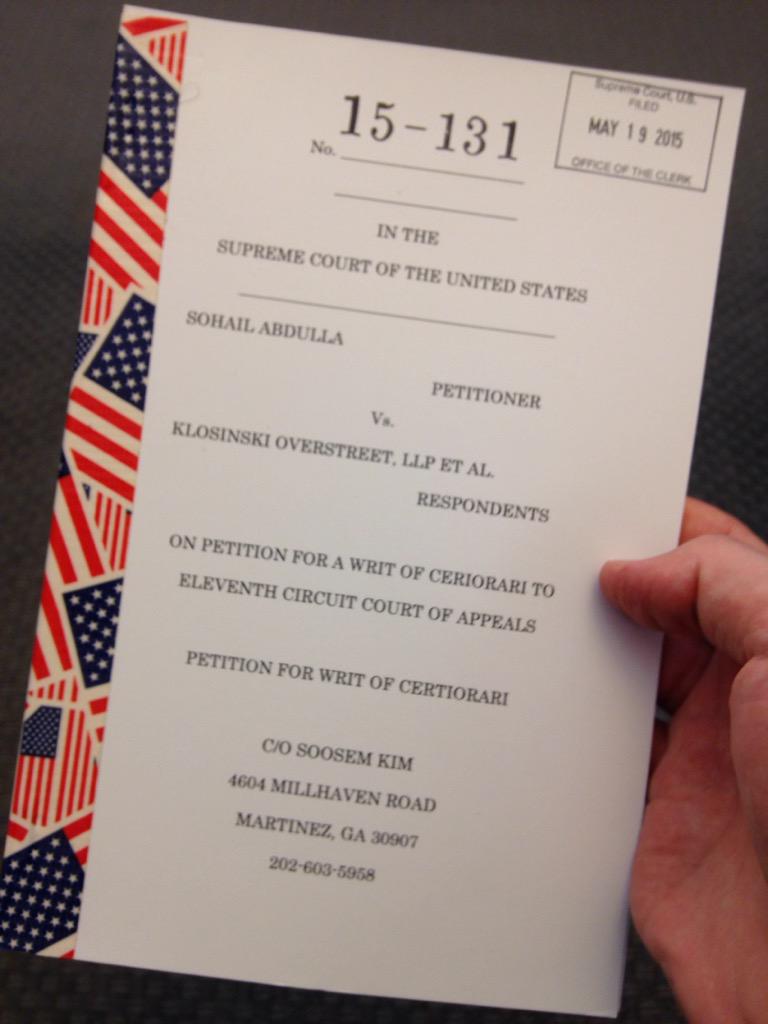 Supreme Court, U.S.
FILED
MAY 19 2015
OFFICE OF THE CLERK
No. 15-131
IN THE
SUPREME COURT OF THE UNITED STATES
SOHAIL ABDULLA
PETITIONER
Vs.
KLOSINSKI OVERSTREET, LLP ET AL.
RESPONDENTS
ON PETITION FOR A WRIT OF CERIORARI TO
ELEVENTH CIRCUIT COURT OF APPEALS
PETITION FOR WRIT OF CERTIORARI
C/O SOOSEM KIM
4604 MILLHAVEN ROAD
MARTINEZ, GA 30907
202-603-5958